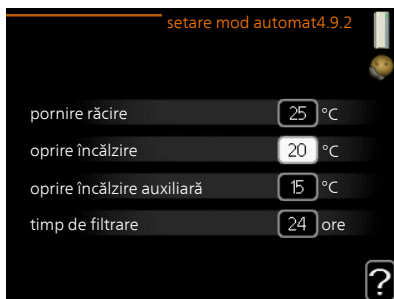 setare mod automat4.9.2
pornire răcire 25 °C
oprire încălzire 20 °C
oprire încălzire auxiliară 15 °C
timp de filtrare 24 ore
?